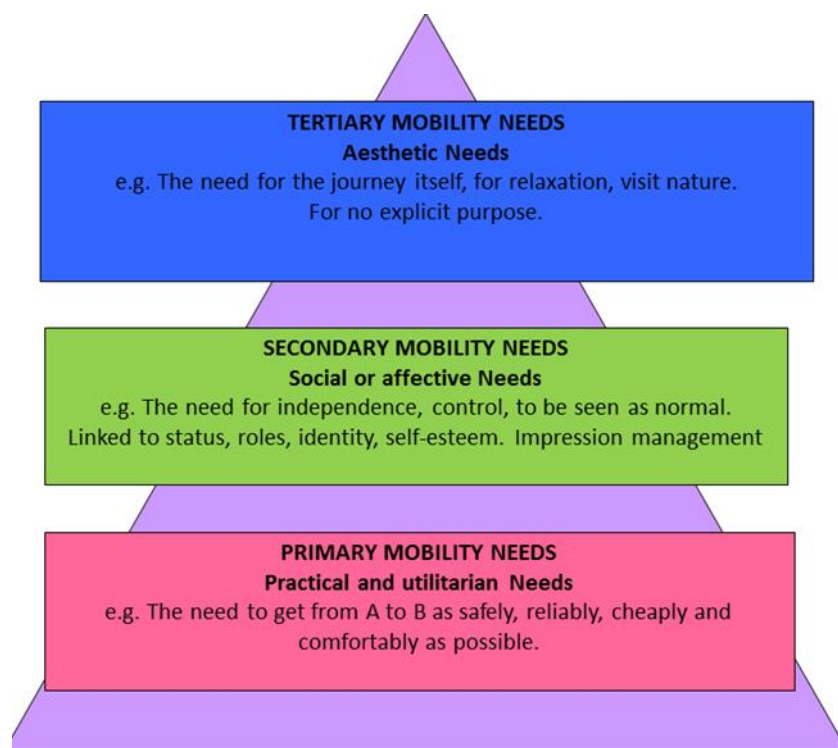 TERTIARY MOBILITY NEEDS
Aesthetic Needs
e.g. The need for the journey itself, for relaxation, visit nature.
For no explicit purpose.
SECONDARY MOBILITY NEEDS
Social or affective Needs
e.g. The need for independence, control, to be seen as normal.
Linked to status, roles, identity, self-esteem. Impression management
PRIMARY MOBILITY NEEDS
Practical and utilitarian Needs
e.g. The need to get from A to B as safely, reliably, cheaply and
comfortably as possible.